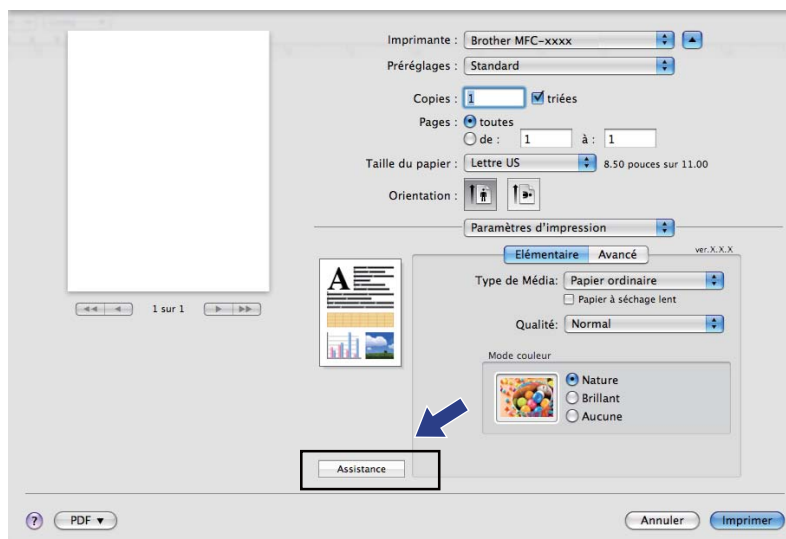 Imprimante : Brother MFC-xxxx
Préréglages : Standard
Copies : 1 triées
Pages : toutes
de : 1 à : 1
Taille du papier : Lettre US 8.50 pouces sur 11.00
Orientation :
Paramètres d'impression
Elémentaire Avancé ver.X.X.X
Type de Média: Papier ordinaire
Papier à séchage lent
1 sur 1
Qualité: Normal
Mode couleur
Nature
Brillant
Aucune
A
Assistance
? PDF ▼ Annuler Imprimer